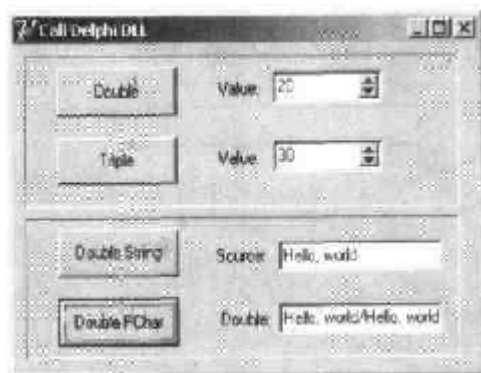 Call Delphi DLL
Double Value: 20
Triple Value: 30
Double String Source: Hello, world
Double PChar Double: Hello, world/Hello, world